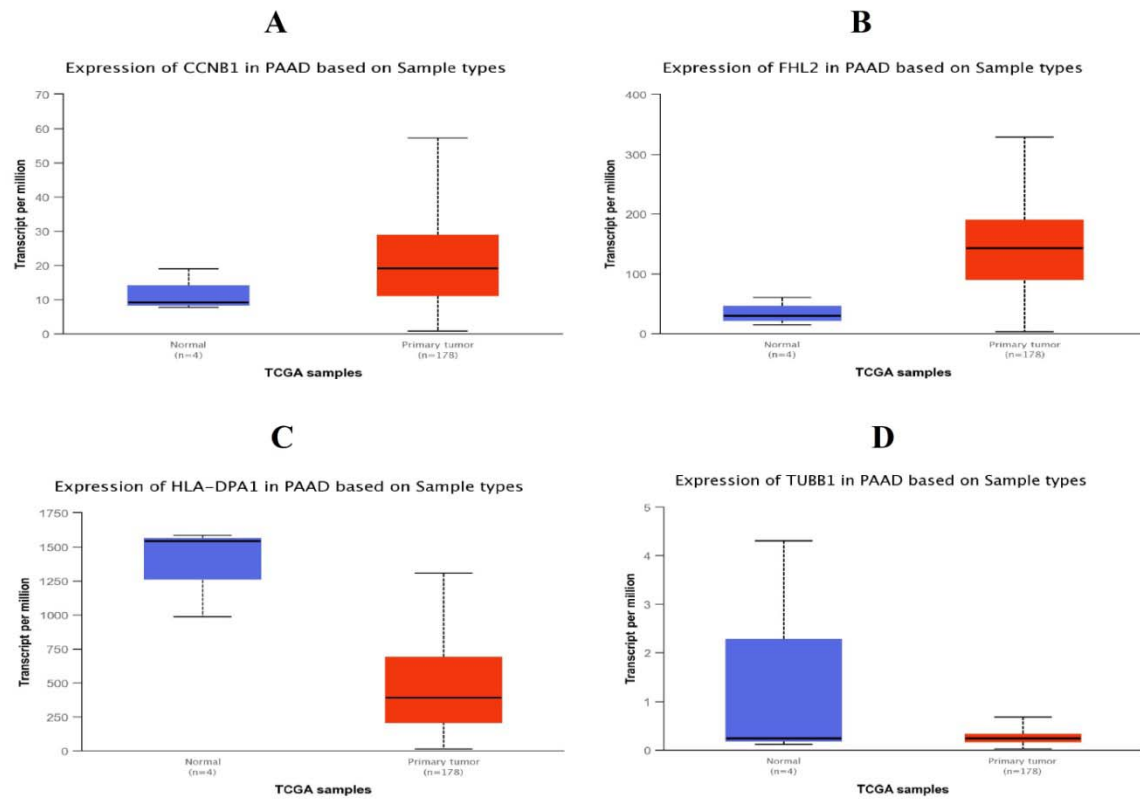 A
Expression of CCNB1 in PAAD based on Sample types
Transcript per million
70
60
50
40
30
20
10
0
Normal
(n=4)
Primary tumor
(n=178)
TCGA samples
B
Expression of FHL2 in PAAD based on Sample types
Transcript per million
400
300
200
100
0
Normal
(n=4)
Primary tumor
(n=178)
TCGA samples
C
Expression of HLA−DPA1 in PAAD based on Sample types
Transcript per million
1750
1500
1250
1000
750
500
250
0
Normal
(n=4)
Primary tumor
(n=178)
TCGA samples
D
Expression of TUBB1 in PAAD based on Sample types
Transcript per million
5
4
3
2
1
0
Normal
(n=4)
Primary tumor
(n=178)
TCGA samples